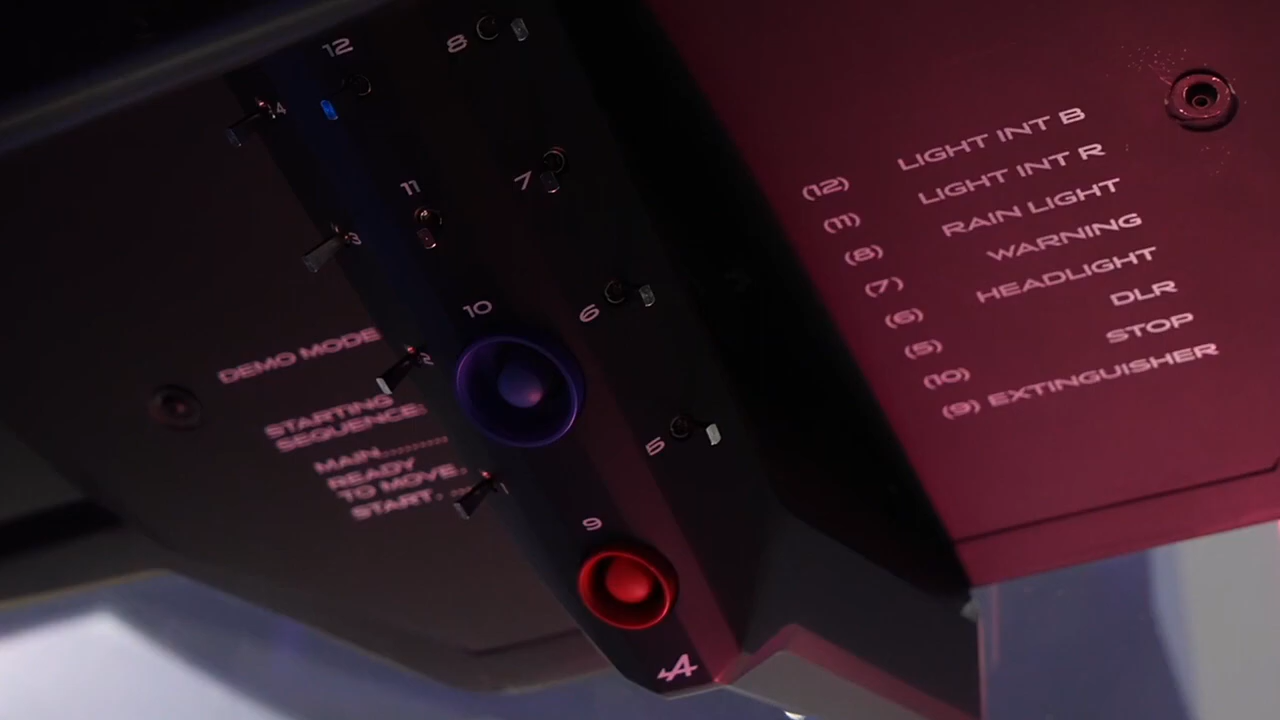 12
8
4
11
7
3
10
6
2
5
1
9
A
DEMO MODE
STARTING
SEQUENCE:
MAIN..........
READY
TO MOVE.
START. ...
(12) LIGHT INT B
(11) LIGHT INT R
(8) RAIN LIGHT
(7) WARNING
(6) HEADLIGHT
(5) DLR
(10) STOP
(9) EXTINGUISHER